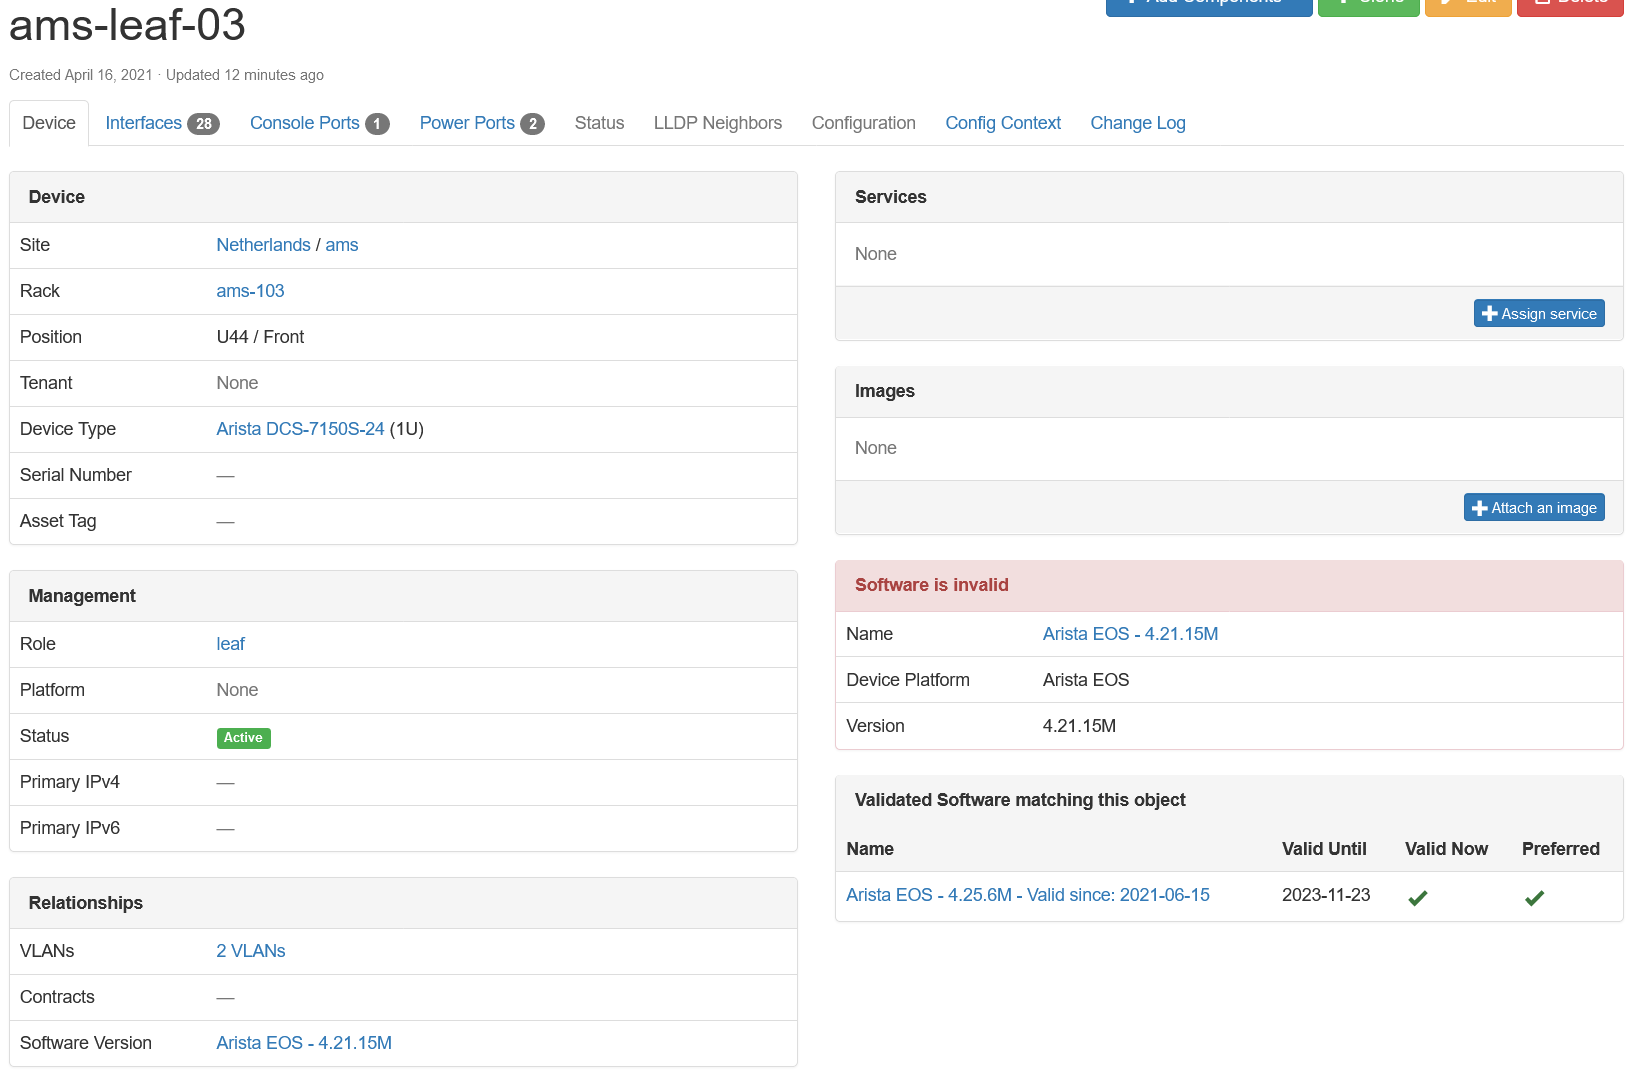 ams-leaf-03
Created April 16, 2021 · Updated 12 minutes ago
Device
Interfaces 28
Console Ports 1
Power Ports 2
Status
LLDP Neighbors
Configuration
Config Context
Change Log
Device
Site Netherlands / ams
Rack ams-103
Position U44 / Front
Tenant None
Device Type Arista DCS-7150S-24 (1U)
Serial Number —
Asset Tag —
Management
Role leaf
Platform None
Status Active
Primary IPv4 —
Primary IPv6 —
Relationships
VLANs 2 VLANs
Contracts —
Software Version Arista EOS - 4.21.15M
Services
None
Assign service
Images
None
Attach an image
Software is invalid
Name Arista EOS - 4.21.15M
Device Platform Arista EOS
Version 4.21.15M
Validated Software matching this object
Name Valid Until Valid Now Preferred
Arista EOS - 4.25.6M - Valid since: 2021-06-15 2023-11-23